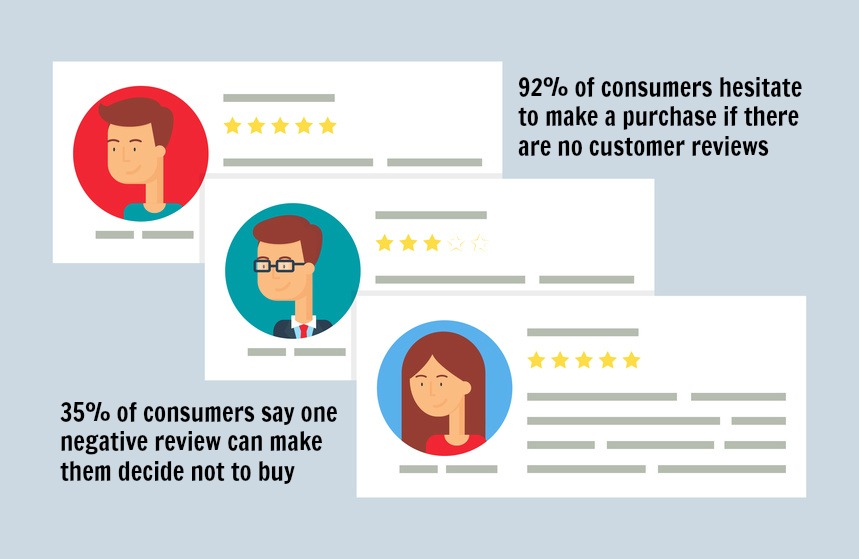 92% of consumers hesitate
to make a purchase if there
are no customer reviews
35% of consumers say one
negative review can make
them decide not to buy